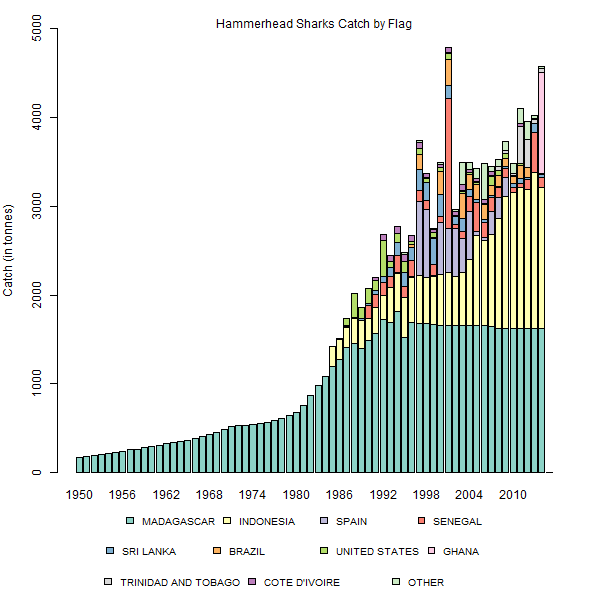 Hammerhead Sharks Catch by Flag
Catch (in tonnes)
5000
4000
3000
2000
1000
0
1950 1956 1962 1968 1974 1980 1986 1992 1998 2004 2010
MADAGASCAR INDONESIA SPAIN SENEGAL
SRI LANKA BRAZIL UNITED STATES GHANA
TRINIDAD AND TOBAGO COTE D'IVOIRE OTHER